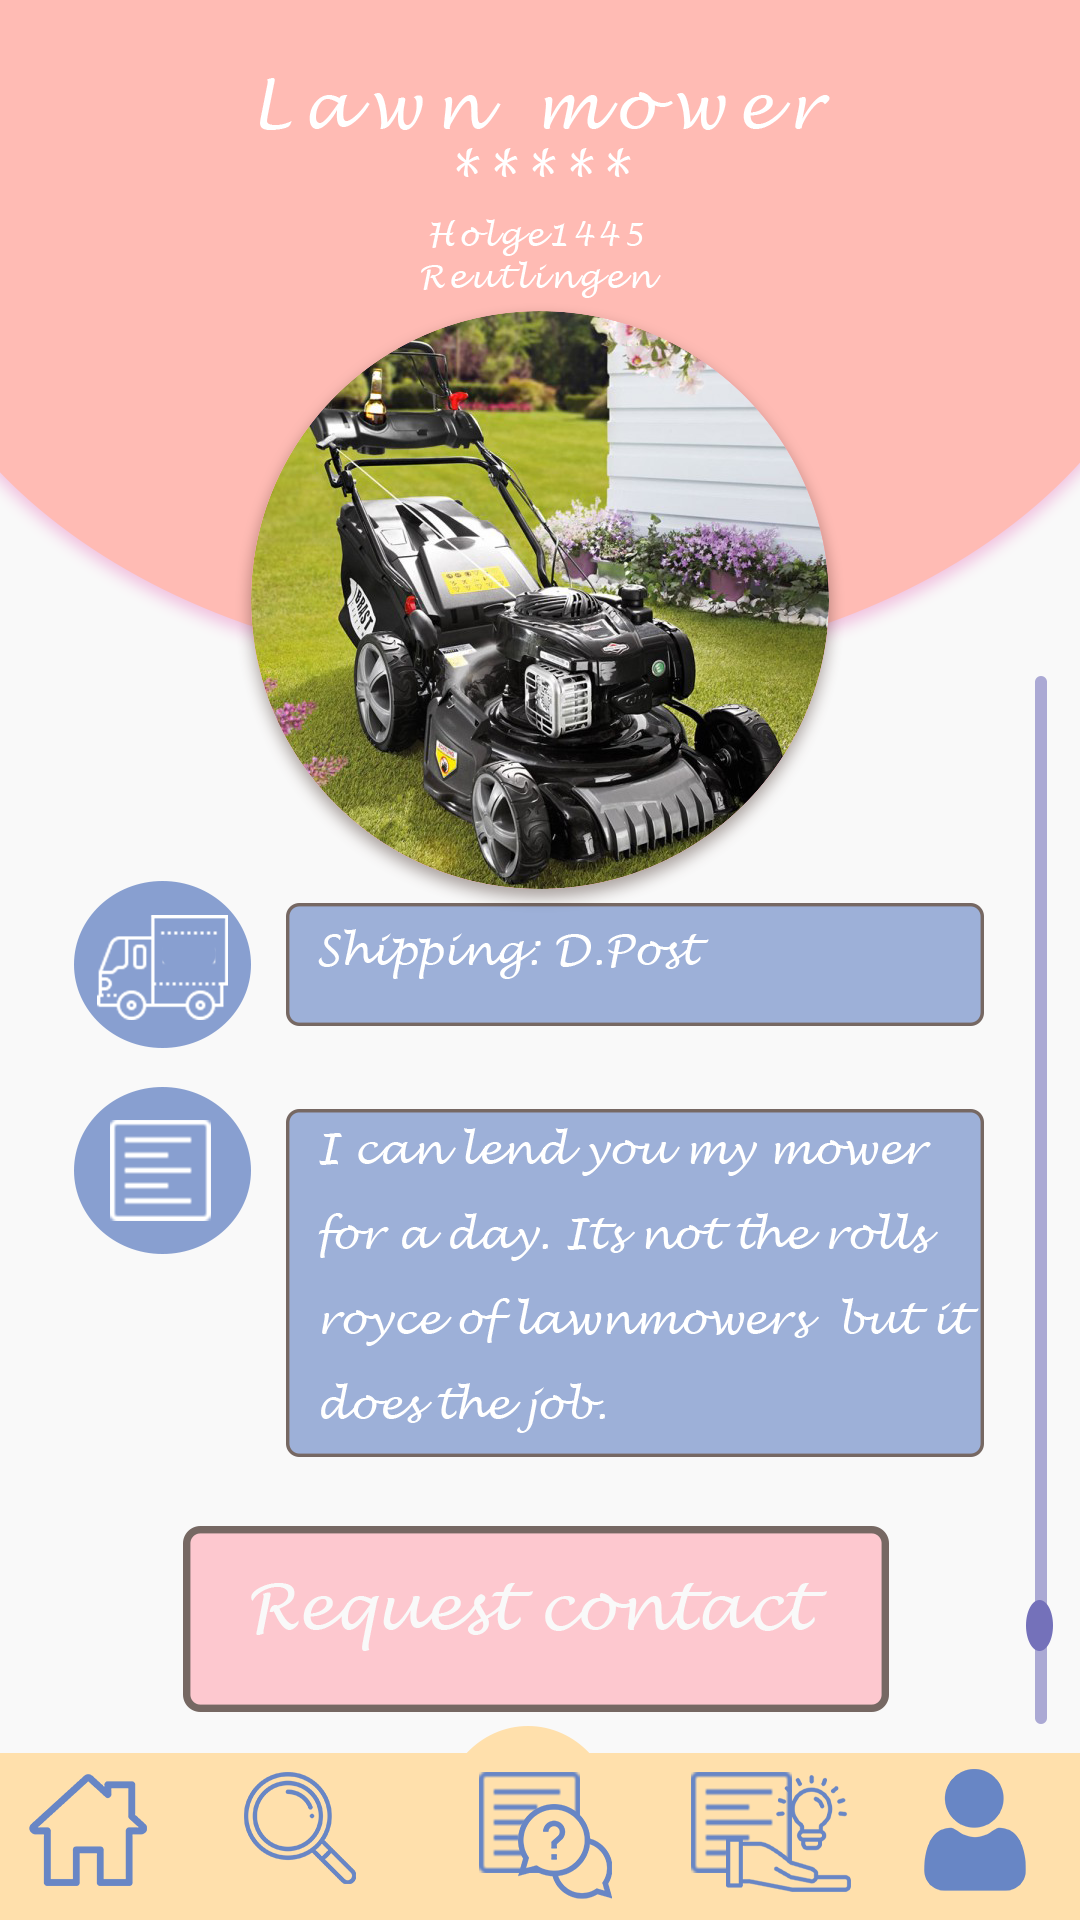 Lawn mower
*****
Holge1445
Reutlingen
BRAST
Shipping: D.Post
I can lend you my mower
for a day. Its not the rolls
royce of lawnmowers  but it
does the job.
Request contact
?